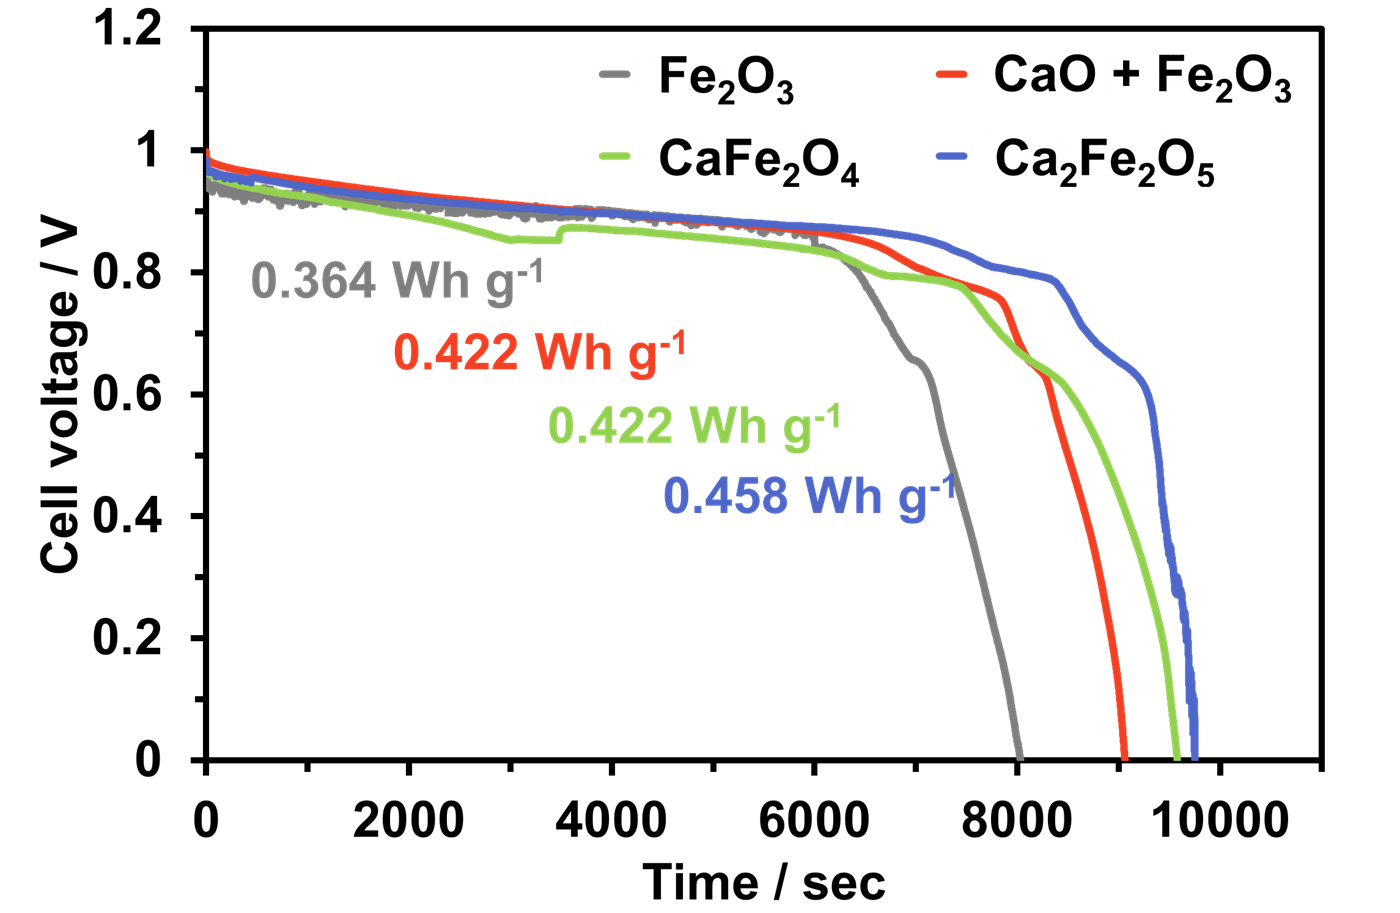 1.2
1
0.8
0.6
0.4
0.2
0
Cell voltage / V
Fe₂O₃
CaO + Fe₂O₃
CaFe₂O₄
Ca₂Fe₂O₅
0.364 Wh g⁻¹
0.422 Wh g⁻¹
0.422 Wh g⁻¹
0.458 Wh g⁻¹
0 2000 4000 6000 8000 10000
Time / sec